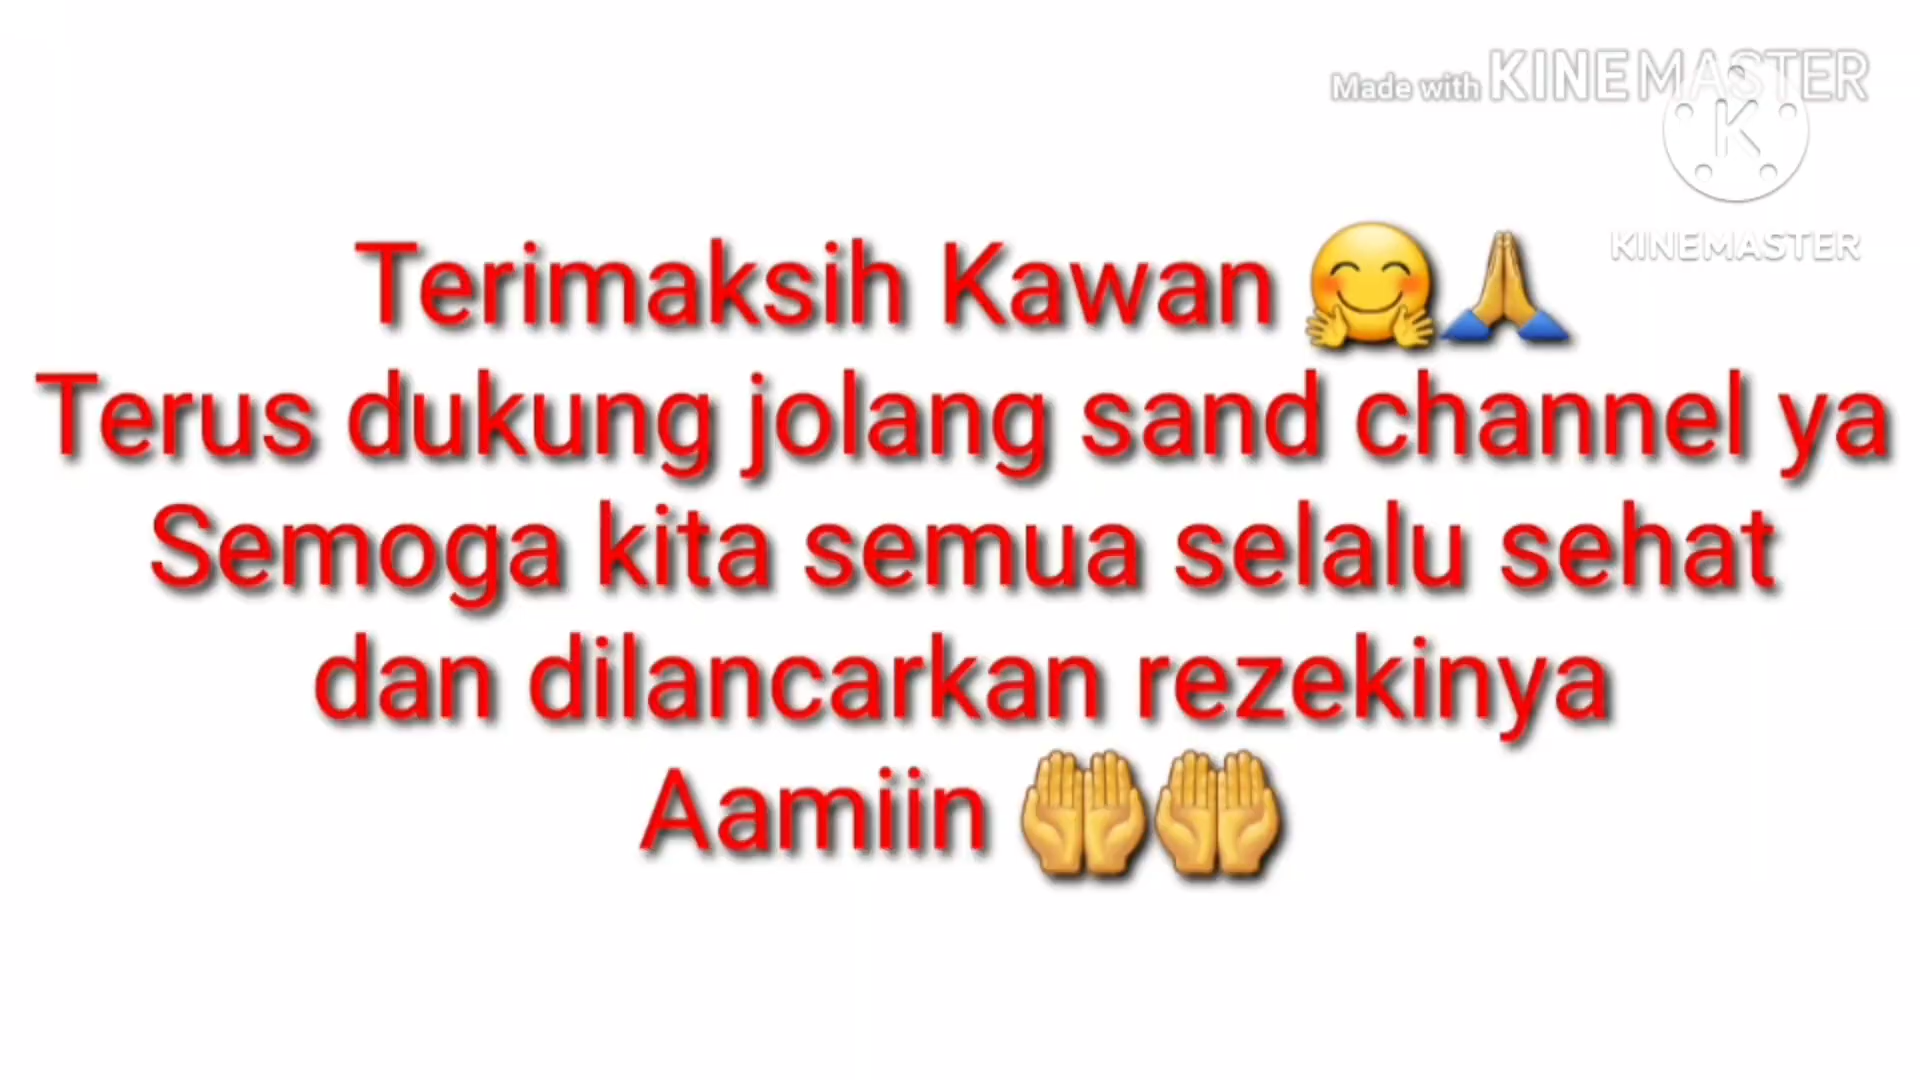 Made with KINEMASTER
K
KINEMASTER
Terimaksih Kawan 🤗🙏
Terus dukung jolang sand channel ya
Semoga kita semua selalu sehat
dan dilancarkan rezekinya
Aamiin 🤲🤲